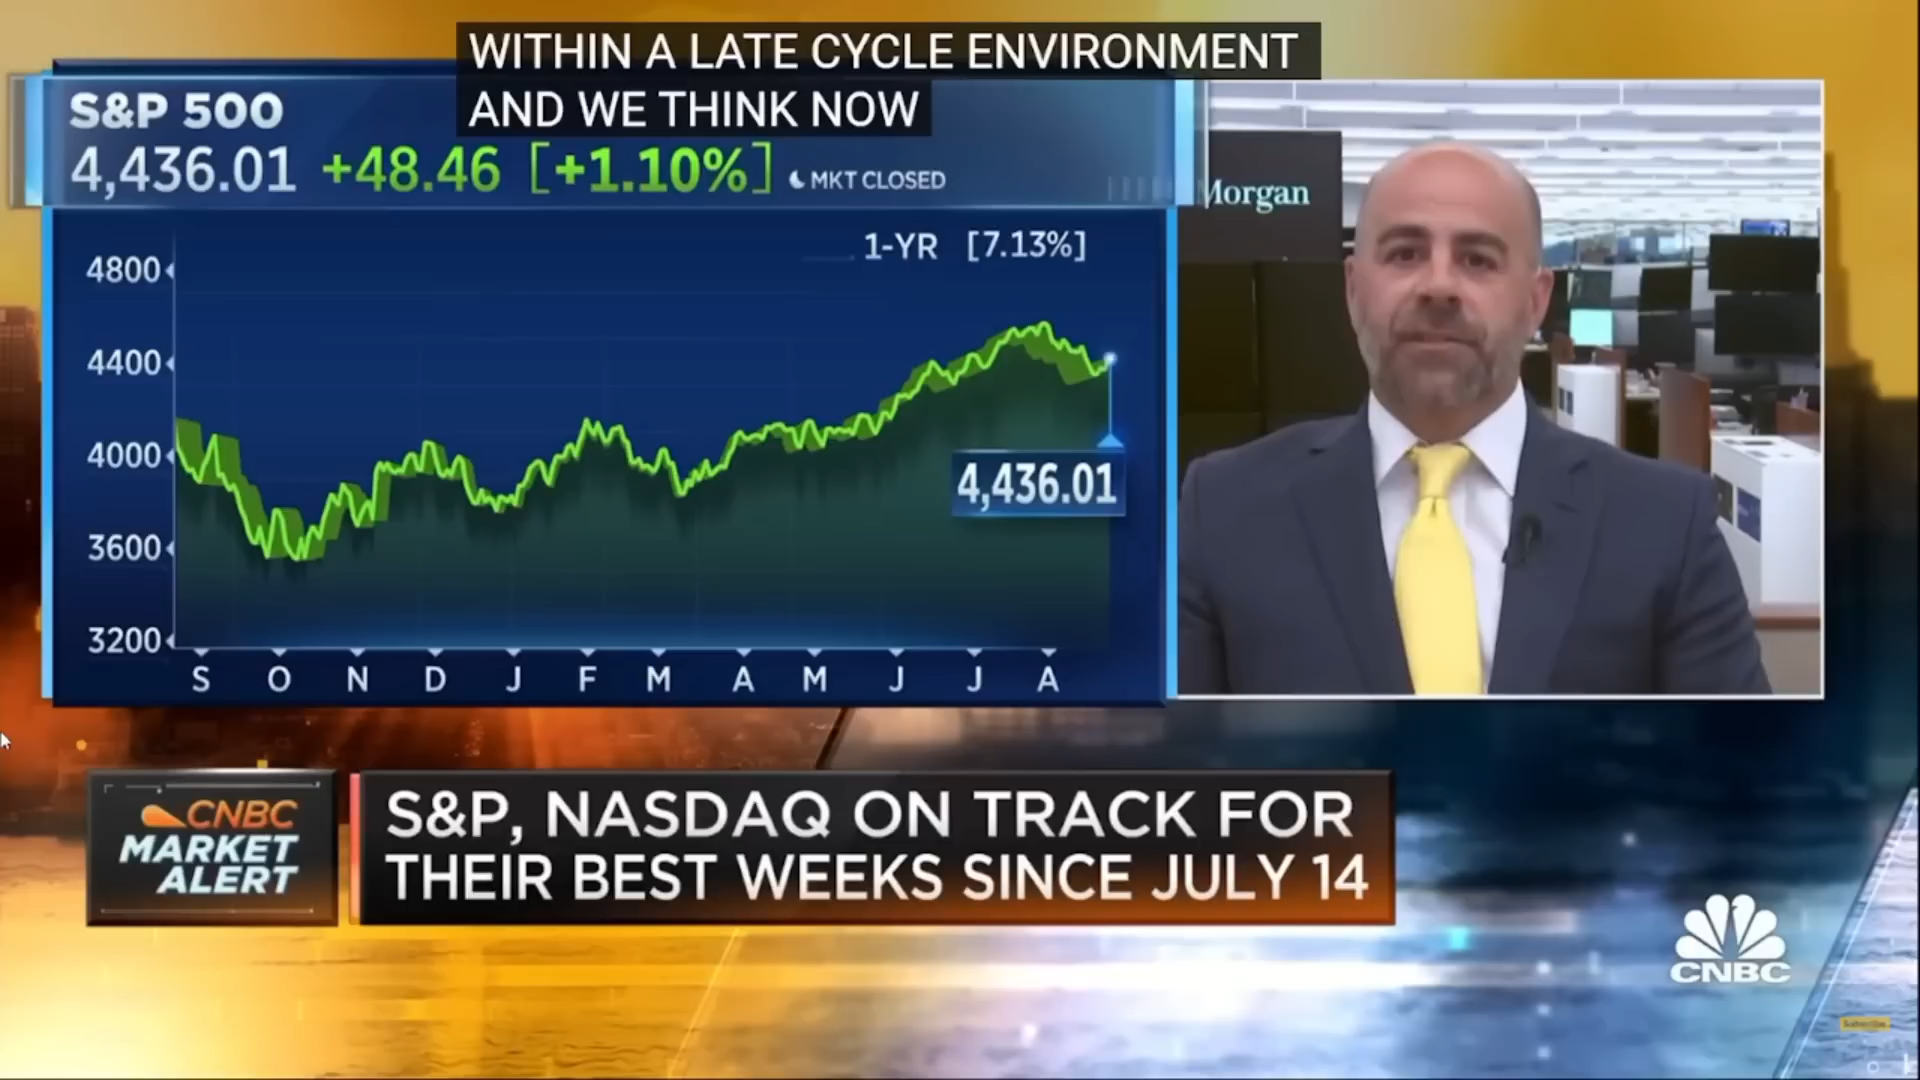 WITHIN A LATE CYCLE ENVIRONMENT
AND WE THINK NOW
S&P 500
4,436.01 +48.46 [+1.10%] MKT CLOSED
1-YR [7.13%]
4800
4400
4000
3600
3200
4,436.01
S O N D J F M A M J J A
Morgan
CNBC
MARKET
ALERT
S&P, NASDAQ ON TRACK FOR
THEIR BEST WEEKS SINCE JULY 14
CNBC
Subscribe